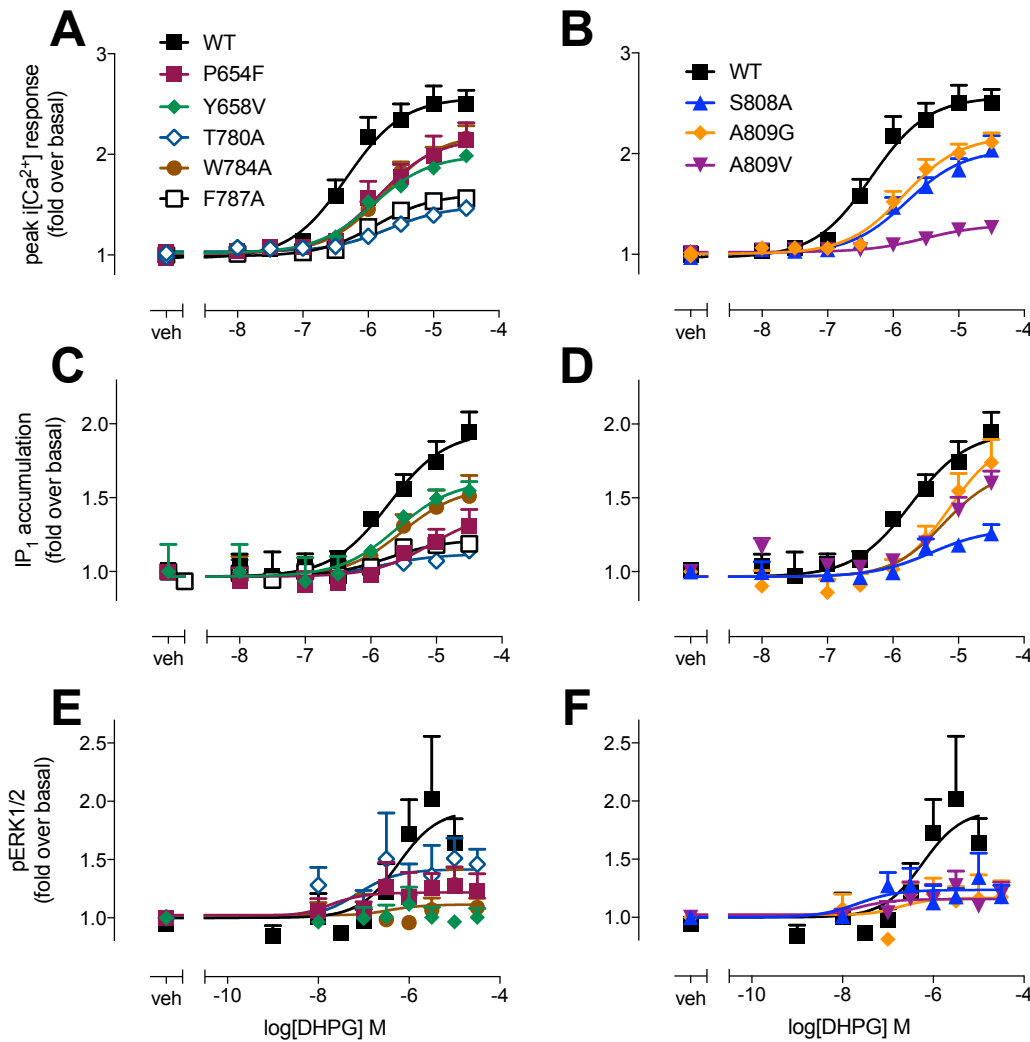 A
peak i[Ca²⁺] response
(fold over basal)
3
2
1
WT
P654F
Y658V
T780A
W784A
F787A
veh
-8
-7
-6
-5
-4
B
3
2
1
WT
S808A
A809G
A809V
veh
-8
-7
-6
-5
-4
C
IP₁ accumulation
(fold over basal)
2.0
1.5
1.0
veh
-8
-7
-6
-5
-4
D
2.0
1.5
1.0
veh
-8
-7
-6
-5
-4
E
pERK1/2
(fold over basal)
2.5
2.0
1.5
1.0
veh
-10
-8
-6
-4
log[DHPG] M
F
2.5
2.0
1.5
1.0
veh
-10
-8
-6
-4
log[DHPG] M